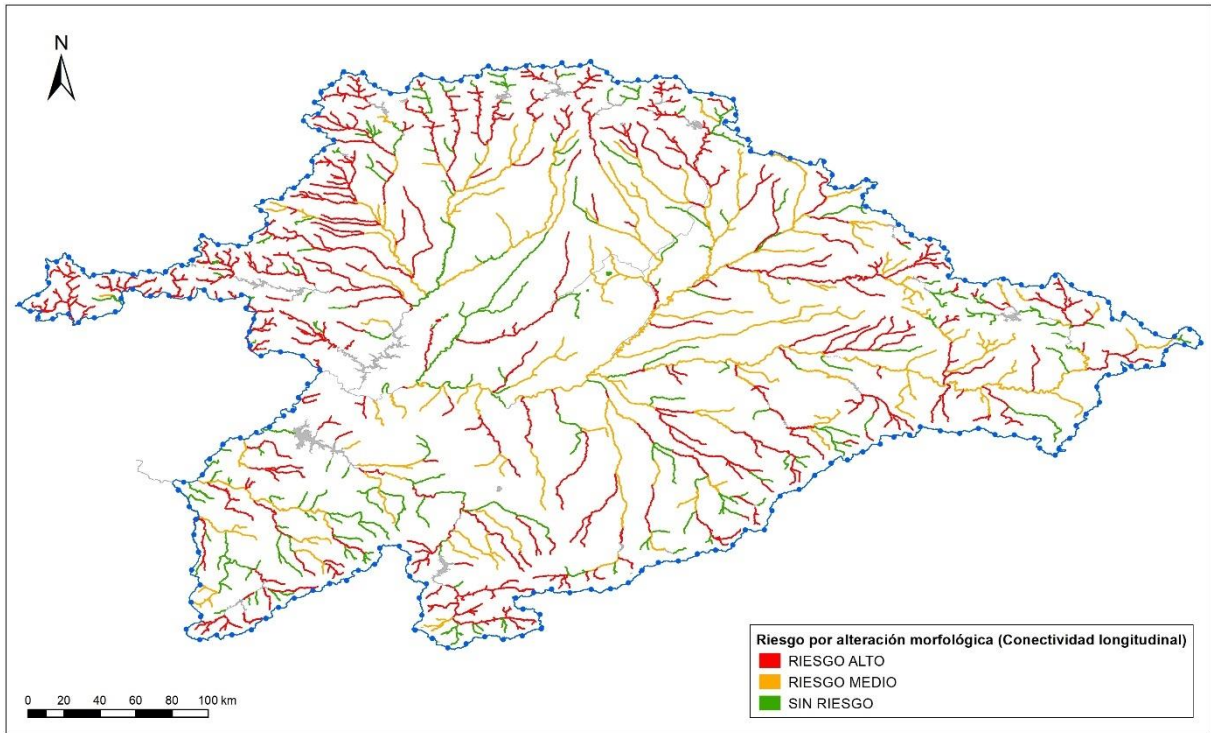 N
Riesgo por alteración morfológica (Conectividad longitudinal)
RIESGO ALTO
RIESGO MEDIO
SIN RIESGO
0 20 40 60 80 100 km